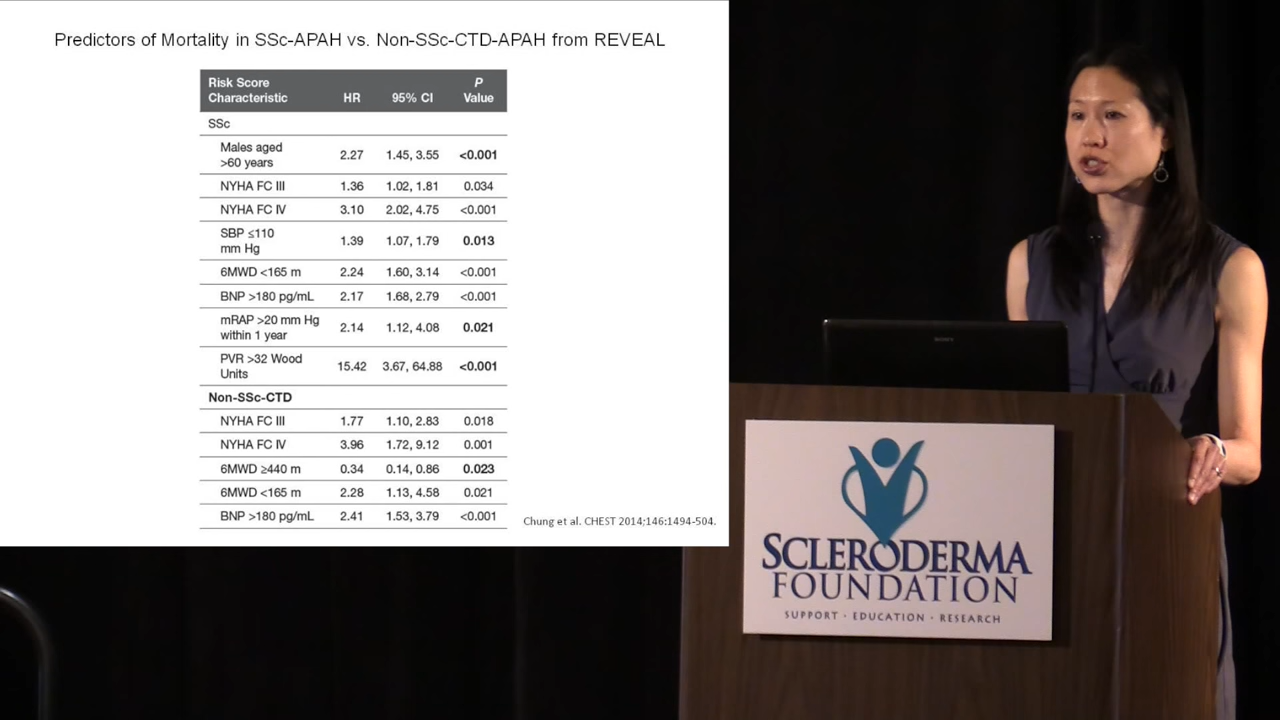 Predictors of Mortality in SSc-APAH vs. Non-SSc-CTD-APAH from REVEAL
Risk Score Characteristic HR 95% CI P Value
SSc
Males aged >60 years 2.27 1.45, 3.55 <0.001
NYHA FC III 1.36 1.02, 1.81 0.034
NYHA FC IV 3.10 2.02, 4.75 <0.001
SBP ≤110 mm Hg 1.39 1.07, 1.79 0.013
6MWD <165 m 2.24 1.60, 3.14 <0.001
BNP >180 pg/mL 2.17 1.68, 2.79 <0.001
mRAP >20 mm Hg within 1 year 2.14 1.12, 4.08 0.021
PVR >32 Wood Units 15.42 3.67, 64.88 <0.001
Non-SSc-CTD
NYHA FC III 1.77 1.10, 2.83 0.018
NYHA FC IV 3.96 1.72, 9.12 0.001
6MWD ≥440 m 0.34 0.14, 0.86 0.023
6MWD <165 m 2.28 1.13, 4.58 0.021
BNP >180 pg/mL 2.41 1.53, 3.79 <0.001
Chung et al. CHEST 2014;146:1494-504.
SONY
SCLERODERMA
FOUNDATION
SUPPORT · EDUCATION · RESEARCH